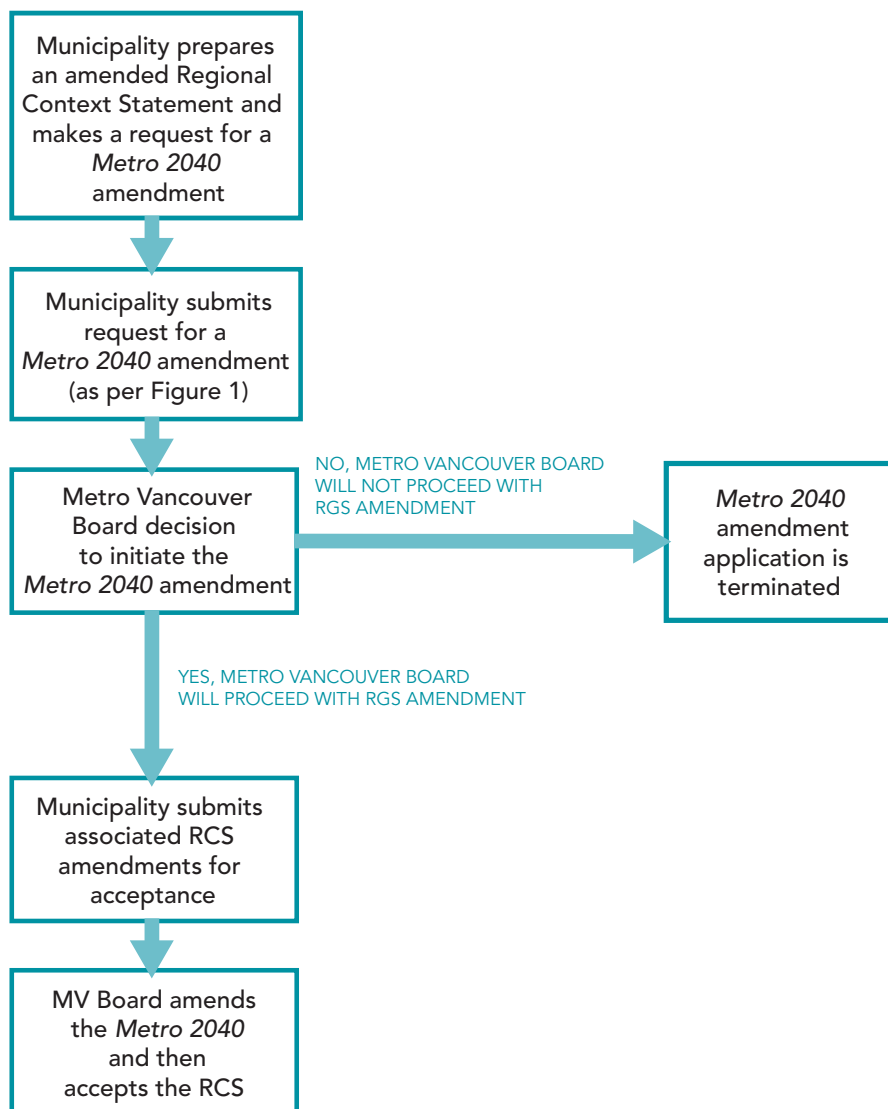 Municipality prepares
an amended Regional
Context Statement and
makes a request for a
Metro 2040
amendment
Municipality submits
request for a
Metro 2040 amendment
(as per Figure 1)
Metro Vancouver
Board decision
to initiate the
Metro 2040 amendment
NO, METRO VANCOUVER BOARD
WILL NOT PROCEED WITH
RGS AMENDMENT
Metro 2040
amendment
application is
terminated
YES, METRO VANCOUVER BOARD
WILL PROCEED WITH RGS AMENDMENT
Municipality submits
associated RCS
amendments for
acceptance
MV Board amends
the Metro 2040
and then
accepts the RCS